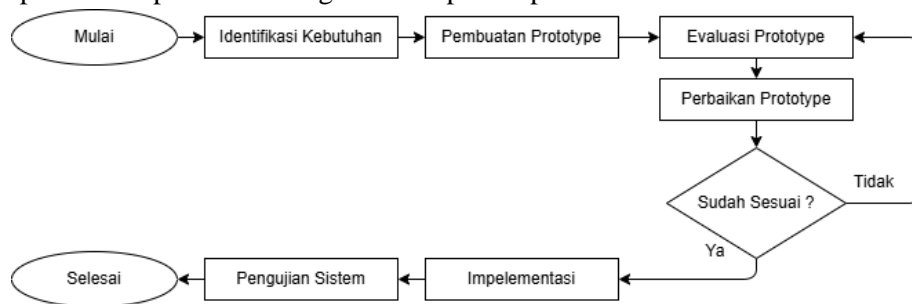 Mulai
Identifikasi Kebutuhan
Pembuatan Prototype
Evaluasi Prototype
Perbaikan Prototype
Sudah Sesuai ?
Tidak
Ya
Impelementasi
Pengujian Sistem
Selesai